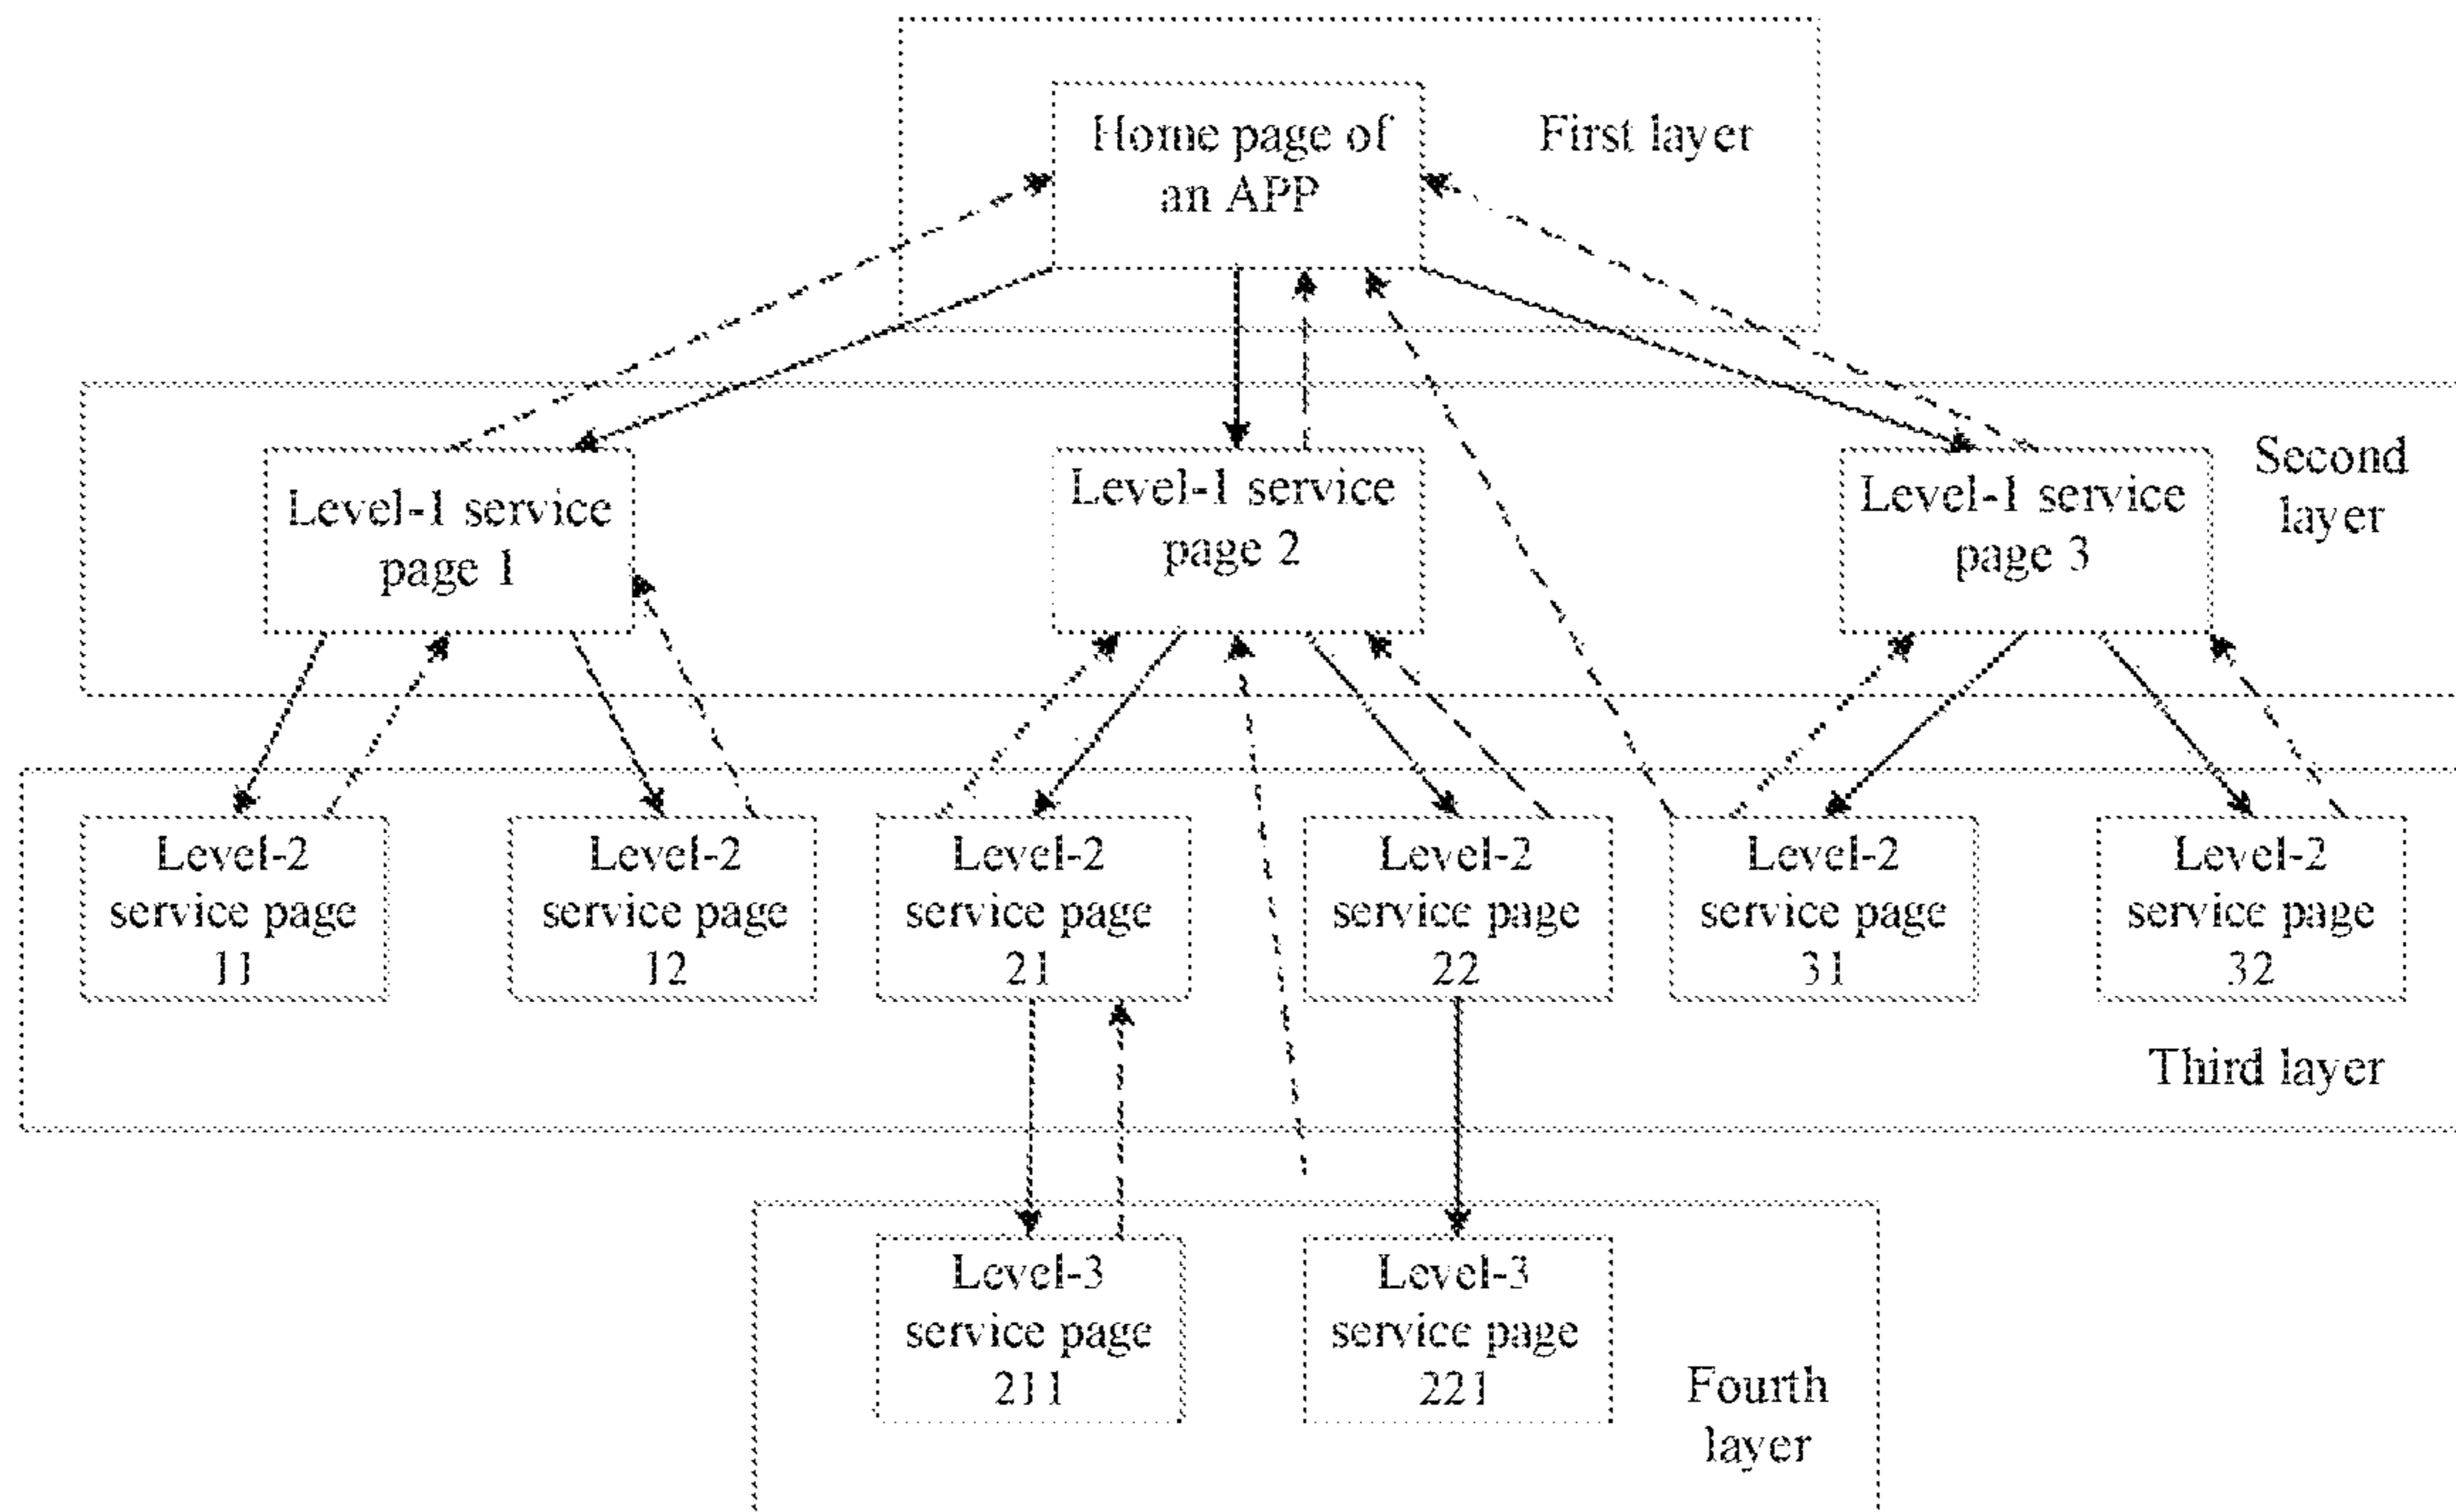 Home page of
an APP
First layer
Level-1 service
page 1
Level-1 service
page 2
Level-1 service
page 3
Second
layer
Level-2
service page
11
Level-2
service page
12
Level-2
service page
21
Level-2
service page
22
Level-2
service page
31
Level-2
service page
32
Third layer
Level-3
service page
211
Level-3
service page
221
Fourth
layer